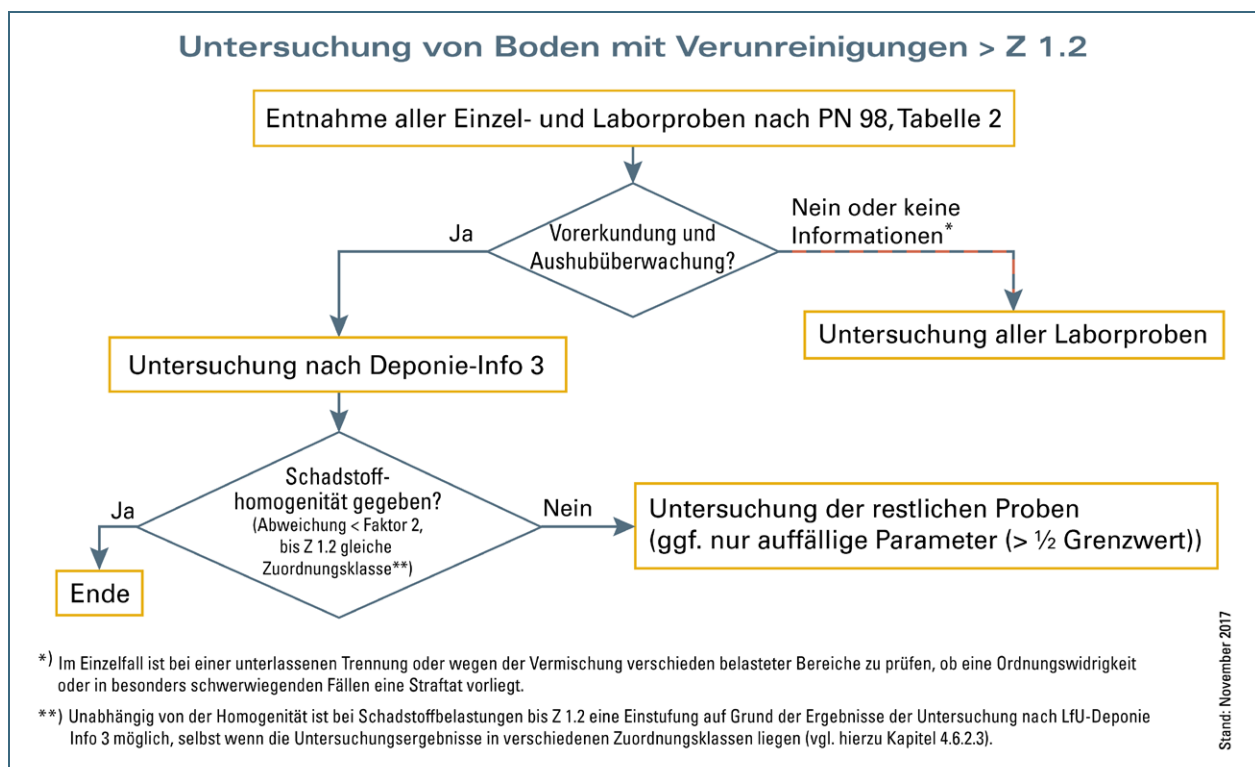 Untersuchung von Boden mit Verunreinigungen > Z 1.2
Entnahme aller Einzel- und Laborproben nach PN 98, Tabelle 2
Vorerkundung und
Aushubüberwachung?
Ja
Nein oder keine
Informationen*
Untersuchung aller Laborproben
Untersuchung nach Deponie-Info 3
Schadstoff-
homogenität gegeben?
(Abweichung < Faktor 2,
bis Z 1.2 gleiche
Zuordnungsklasse**)
Ja
Nein
Ende
Untersuchung der restlichen Proben
(ggf. nur auffällige Parameter (> ½ Grenzwert))
*) Im Einzelfall ist bei einer unterlassenen Trennung oder wegen der Vermischung verschieden belasteter Bereiche zu prüfen, ob eine Ordnungswidrigkeit
oder in besonders schwerwiegenden Fällen eine Straftat vorliegt.
**) Unabhängig von der Homogenität ist bei Schadstoffbelastungen bis Z 1.2 eine Einstufung auf Grund der Ergebnisse der Untersuchung nach LfU-Deponie
Info 3 möglich, selbst wenn die Untersuchungsergebnisse in verschiedenen Zuordnungsklassen liegen (vgl. hierzu Kapitel 4.6.2.3).
Stand: November 2017